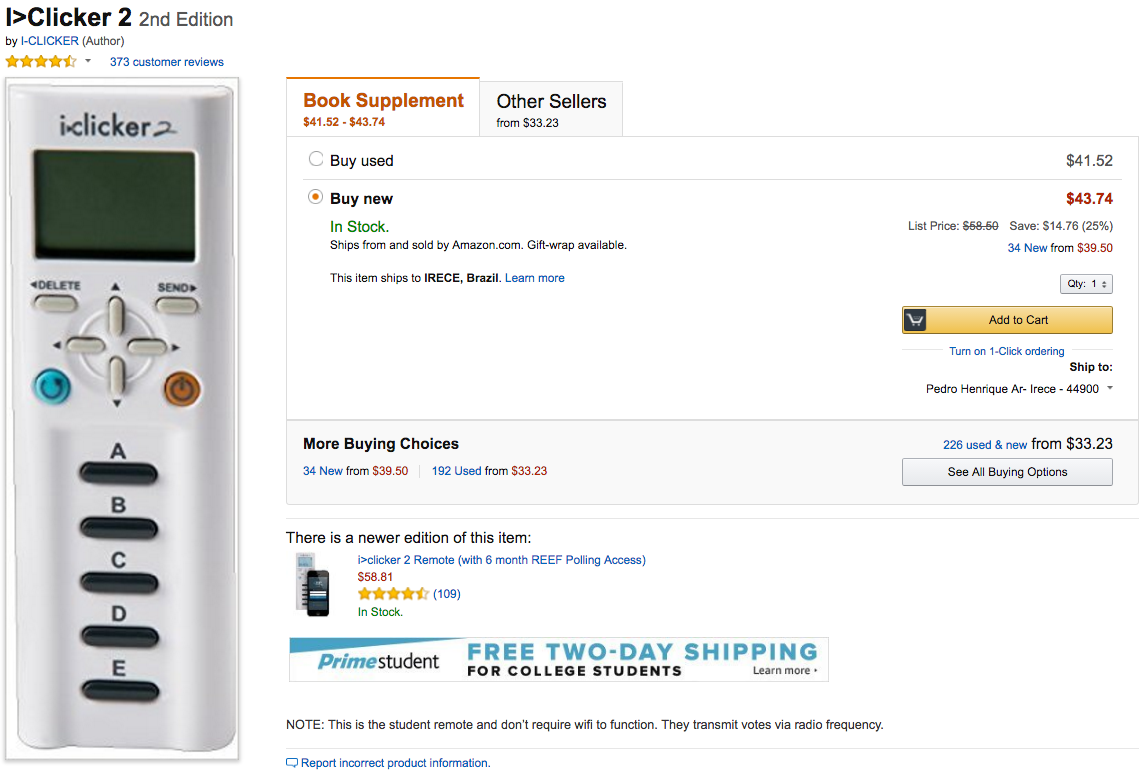 I>Clicker 2 2nd Edition
by I-CLICKER (Author)
373 customer reviews
i>clicker 2
DELETE
SEND
A
B
C
D
E
Book Supplement
$41.52 - $43.74
Other Sellers
from $33.23
Buy used $41.52
Buy new $43.74
In Stock.
List Price: $58.50 Save: $14.76 (25%)
Ships from and sold by Amazon.com. Gift-wrap available.
34 New from $39.50
This item ships to IRECE, Brazil. Learn more
Qty: 1
Add to Cart
Turn on 1-Click ordering
Ship to:
Pedro Henrique Ar- Irece - 44900
More Buying Choices
226 used & new from $33.23
34 New from $39.50 192 Used from $33.23
See All Buying Options
There is a newer edition of this item:
i>clicker 2 Remote (with 6 month REEF Polling Access)
$58.81
(109)
In Stock.
Primestudent
FREE TWO-DAY SHIPPING
FOR COLLEGE STUDENTS
Learn more
NOTE: This is the student remote and don't require wifi to function. They transmit votes via radio frequency.
Report incorrect product information.